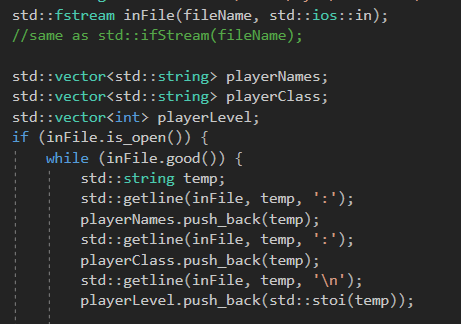 std::fstream inFile(fileName, std::ios::in);
//same as std::ifStream(fileName);
std::vector<std::string> playerNames;
std::vector<std::string> playerClass;
std::vector<int> playerLevel;
if (inFile.is_open()) {
while (inFile.good()) {
std::string temp;
std::getline(inFile, temp, ':');
playerNames.push_back(temp);
std::getline(inFile, temp, ':');
playerClass.push_back(temp);
std::getline(inFile, temp, '\n');
playerLevel.push_back(std::stoi(temp));